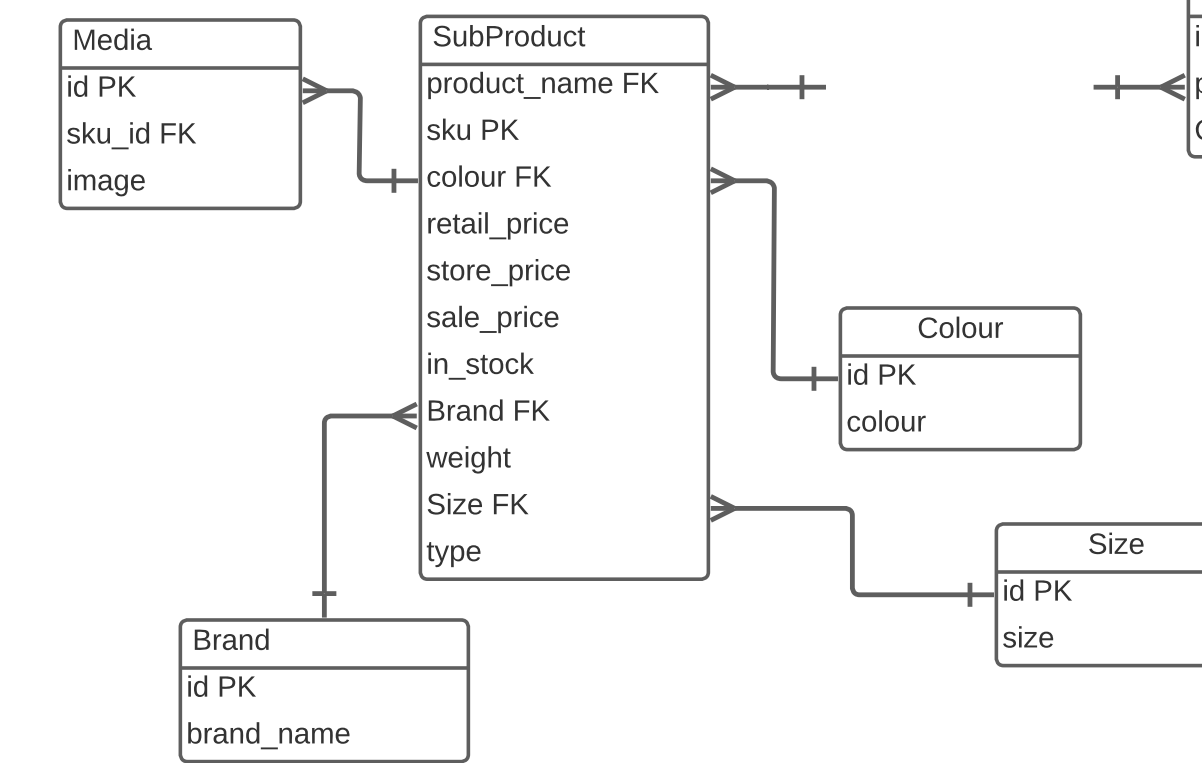 Media
id PK
sku_id FK
image
SubProduct
product_name FK
sku PK
colour FK
retail_price
store_price
sale_price
in_stock
Brand FK
weight
Size FK
type
Colour
id PK
colour
Size
id PK
size
Brand
id PK
brand_name